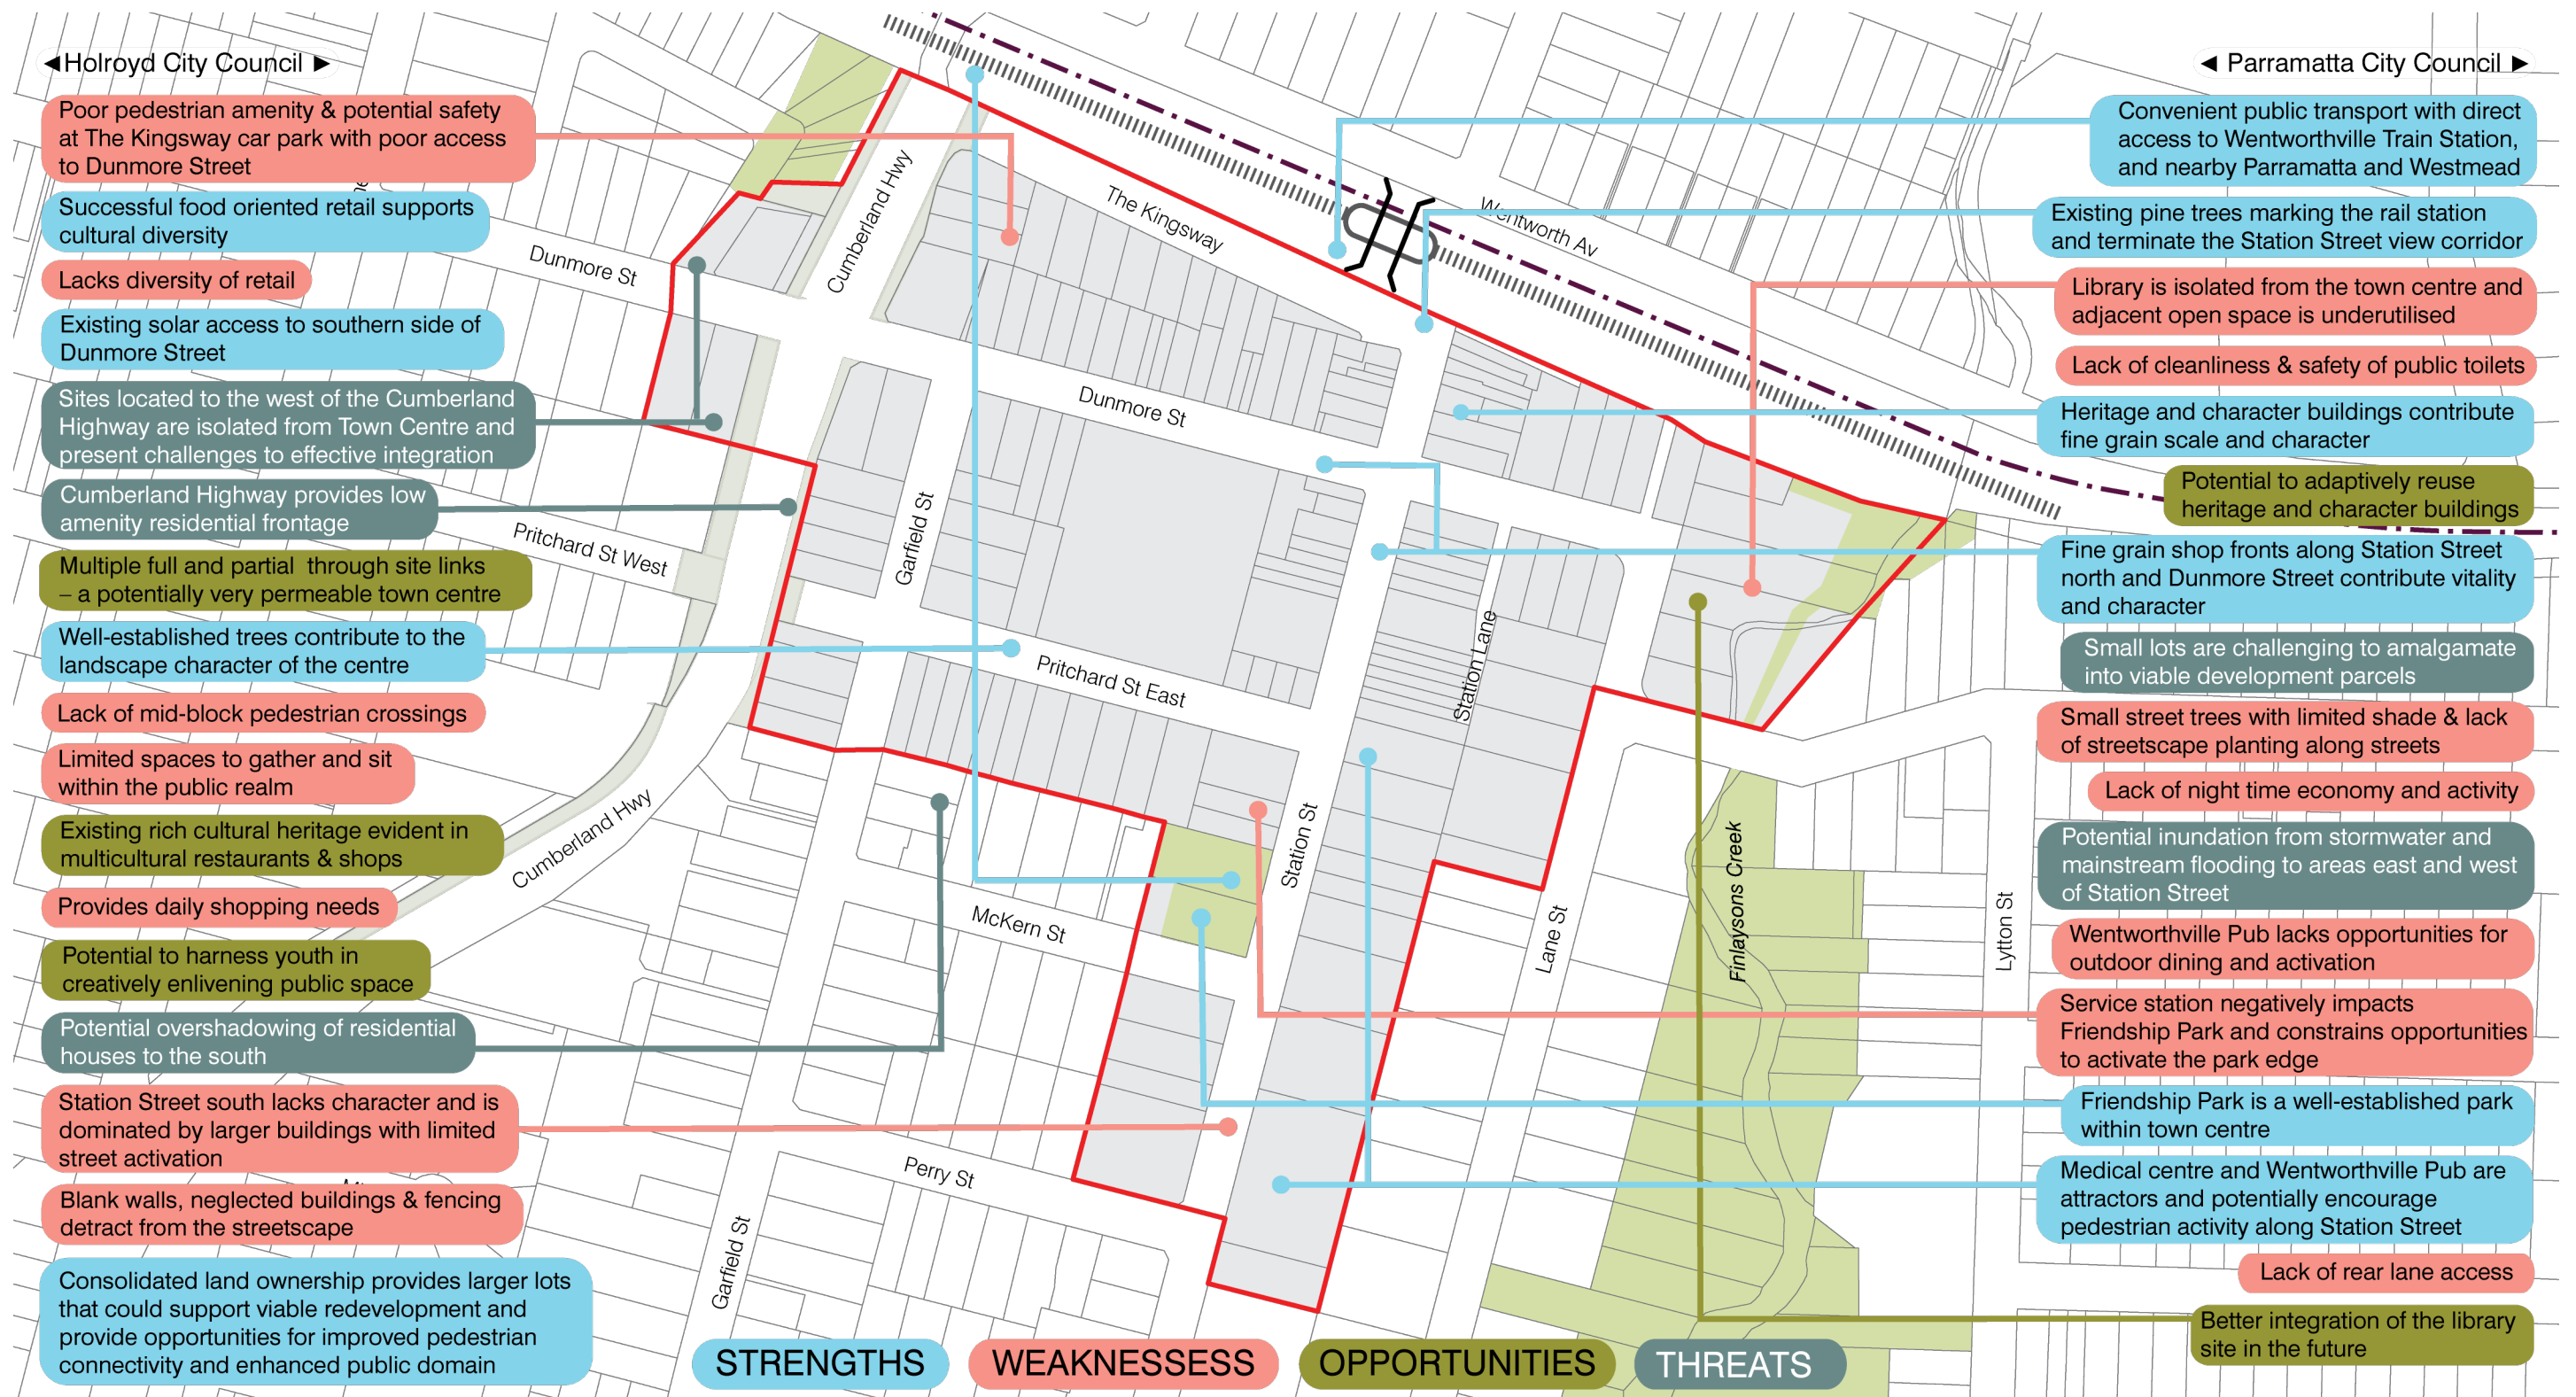 ◄Holroyd City Council ►
Poor pedestrian amenity & potential safety
at The Kingsway car park with poor access
to Dunmore Street
Successful food oriented retail supports
cultural diversity
Lacks diversity of retail
Existing solar access to southern side of
Dunmore Street
Sites located to the west of the Cumberland
Highway are isolated from Town Centre and
present challenges to effective integration
Cumberland Highway provides low
amenity residential frontage
Multiple full and partial through site links
– a potentially very permeable town centre
Well-established trees contribute to the
landscape character of the centre
Lack of mid-block pedestrian crossings
Limited spaces to gather and sit
within the public realm
Existing rich cultural heritage evident in
multicultural restaurants & shops
Provides daily shopping needs
Potential to harness youth in
creatively enlivening public space
Potential overshadowing of residential
houses to the south
Station Street south lacks character and is
dominated by larger buildings with limited
street activation
Blank walls, neglected buildings & fencing
detract from the streetscape
Consolidated land ownership provides larger lots
that could support viable redevelopment and
provide opportunities for improved pedestrian
connectivity and enhanced public domain
Dunmore St
Cumberland Hwy
The Kingsway
Wentworth Av
Dunmore St
Garfield St
Pritchard St West
Pritchard St East
Station Lane
Cumberland Hwy
Station St
McKern St
Lane St
Finlaysons Creek
Lytton St
Perry St
Garfield St
◄ Parramatta City Council ►
Convenient public transport with direct
access to Wentworthville Train Station,
and nearby Parramatta and Westmead
Existing pine trees marking the rail station
and terminate the Station Street view corridor
Library is isolated from the town centre and
adjacent open space is underutilised
Lack of cleanliness & safety of public toilets
Heritage and character buildings contribute
fine grain scale and character
Potential to adaptively reuse
heritage and character buildings
Fine grain shop fronts along Station Street
north and Dunmore Street contribute vitality
and character
Small lots are challenging to amalgamate
into viable development parcels
Small street trees with limited shade & lack
of streetscape planting along streets
Lack of night time economy and activity
Potential inundation from stormwater and
mainstream flooding to areas east and west
of Station Street
Wentworthville Pub lacks opportunities for
outdoor dining and activation
Service station negatively impacts
Friendship Park and constrains opportunities
to activate the park edge
Friendship Park is a well-established park
within town centre
Medical centre and Wentworthville Pub are
attractors and potentially encourage
pedestrian activity along Station Street
Lack of rear lane access
Better integration of the library
site in the future
STRENGTHS
WEAKNESSESS
OPPORTUNITIES
THREATS